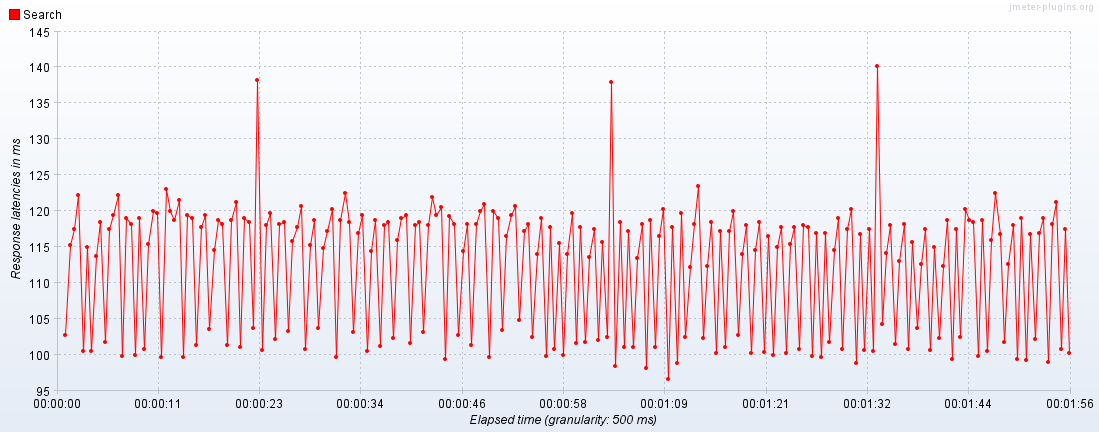 jmeter-plugins.org
Search
145
140
135
130
125
120
115
110
105
100
95
Response latencies in ms
00:00:00 00:00:11 00:00:23 00:00:34 00:00:46 00:00:58 00:01:09 00:01:21 00:01:32 00:01:44 00:01:56
Elapsed time (granularity: 500 ms)